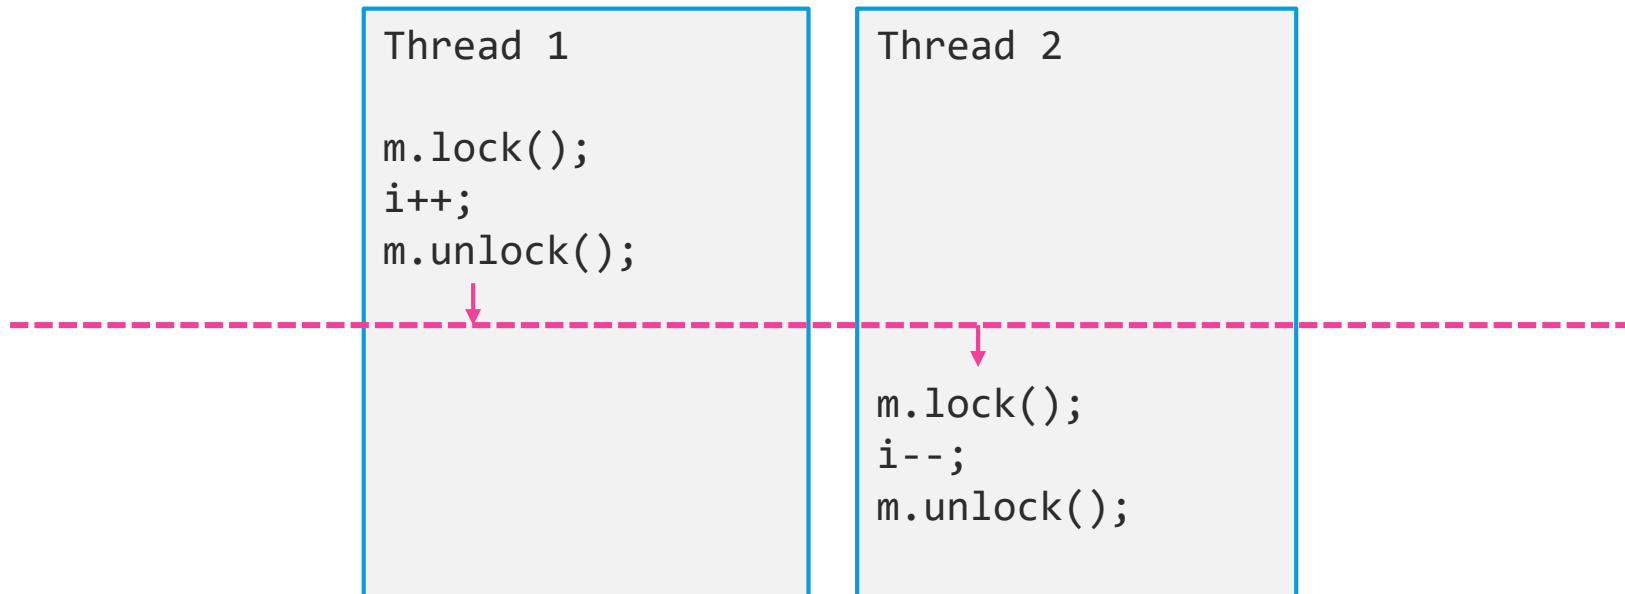 Thread 1
m.lock();
i++;
m.unlock();
Thread 2
m.lock();
i--;
m.unlock();